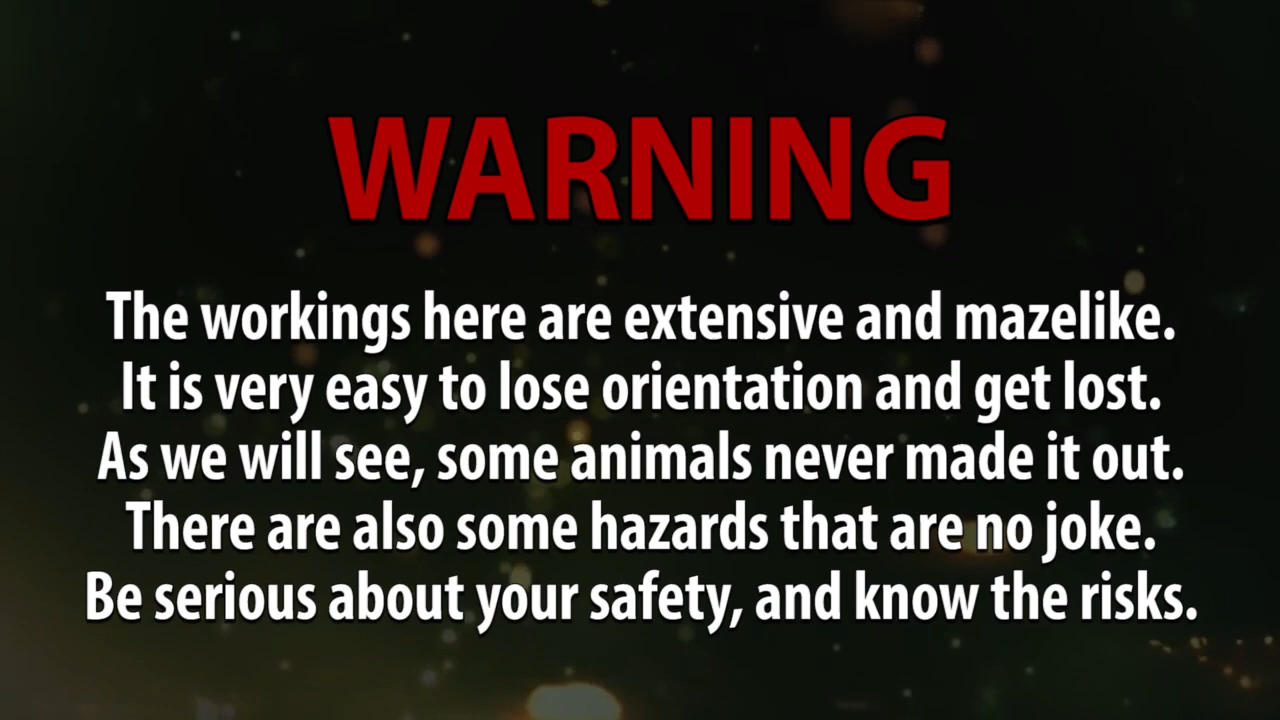 WARNING
The workings here are extensive and mazelike.
It is very easy to lose orientation and get lost.
As we will see, some animals never made it out.
There are also some hazards that are no joke.
Be serious about your safety, and know the risks.